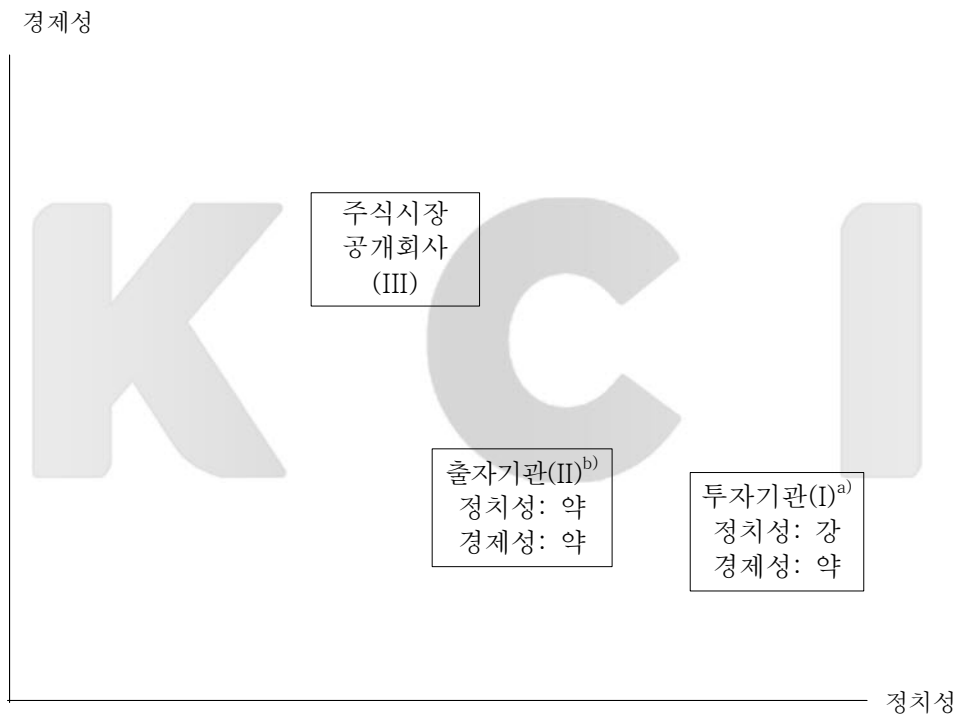 경제성
주식시장
공개회사
(III)
출자기관(II)b)
정치성: 약
경제성: 약
투자기관(I)a)
정치성: 강
경제성: 약
정치성
KCI